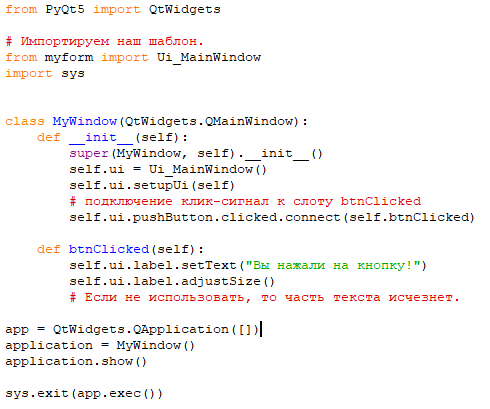 from PyQt5 import QtWidgets
# Импортируем наш шаблон.
from myform import Ui_MainWindow
import sys
class MyWindow(QtWidgets.QMainWindow):
    def __init__(self):
        super(MyWindow, self).__init__()
        self.ui = Ui_MainWindow()
        self.ui.setupUi(self)
        # подключение клик-сигнал к слоту btnClicked
        self.ui.pushButton.clicked.connect(self.btnClicked)
    def btnClicked(self):
        self.ui.label.setText("Вы нажали на кнопку!")
        self.ui.label.adjustSize()
        # Если не использовать, то часть текста исчезнет.
app = QtWidgets.QApplication([])
application = MyWindow()
application.show()
sys.exit(app.exec())